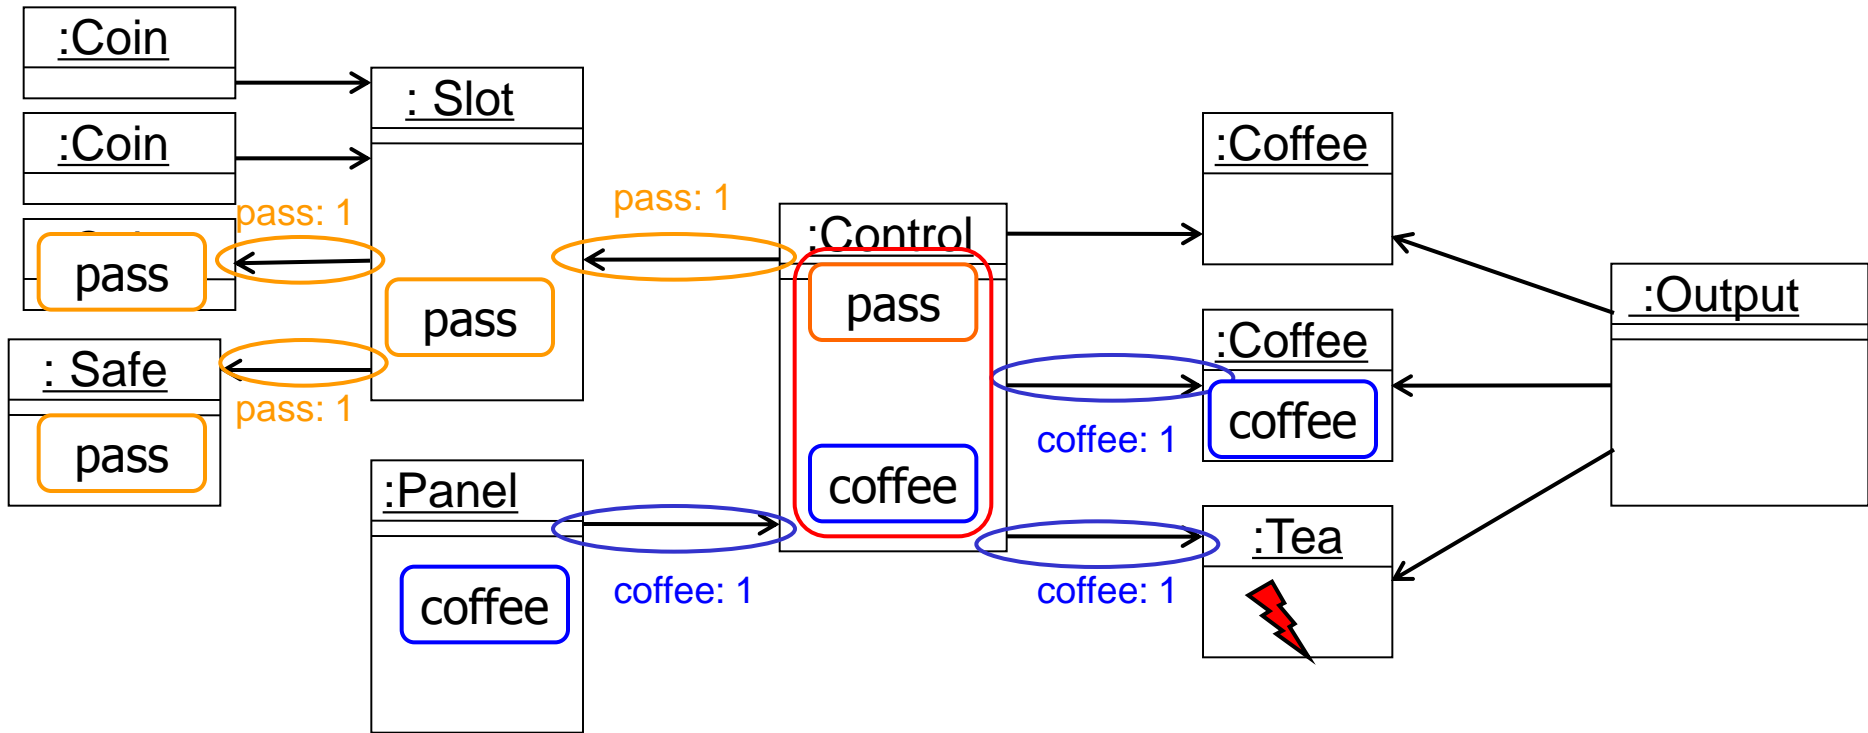 :Coin
: Slot
:Coin
:Coffee
pass: 1
pass: 1
:Control
pass
pass
pass
:Output
: Safe
:Coffee
pass: 1
coffee
pass
coffee: 1
:Panel
coffee
:Tea
coffee
coffee: 1
coffee: 1